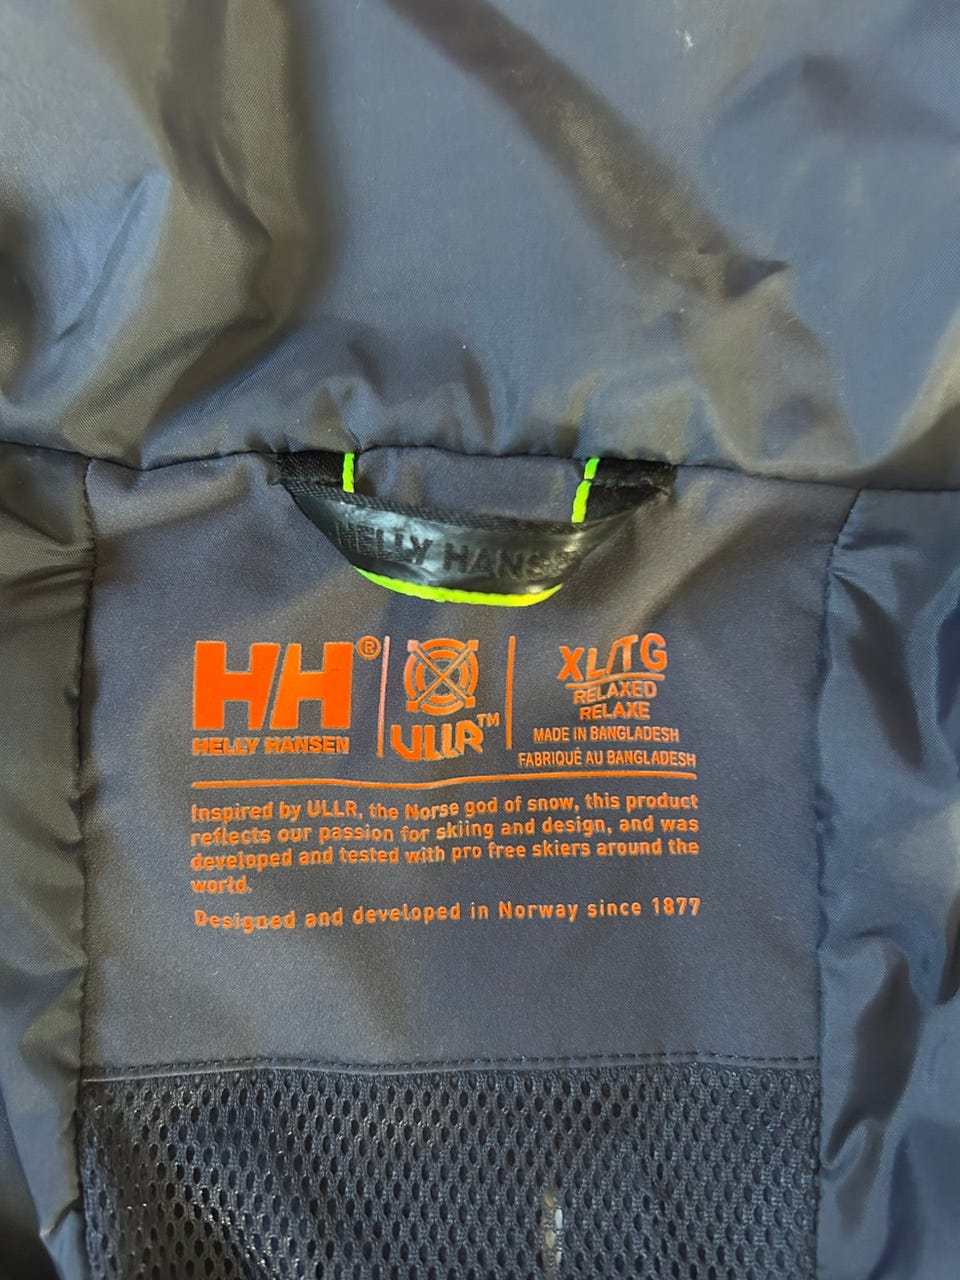 HELLY HANSEN
HH®
HELLY HANSEN
ULLR™
XL/TG
RELAXED
RELAXE
MADE IN BANGLADESH
FABRIQUÉ AU BANGLADESH
Inspired by ULLR, the Norse god of snow, this product
reflects our passion for skiing and design, and was
developed and tested with pro free skiers around the
world.
Designed and developed in Norway since 1877